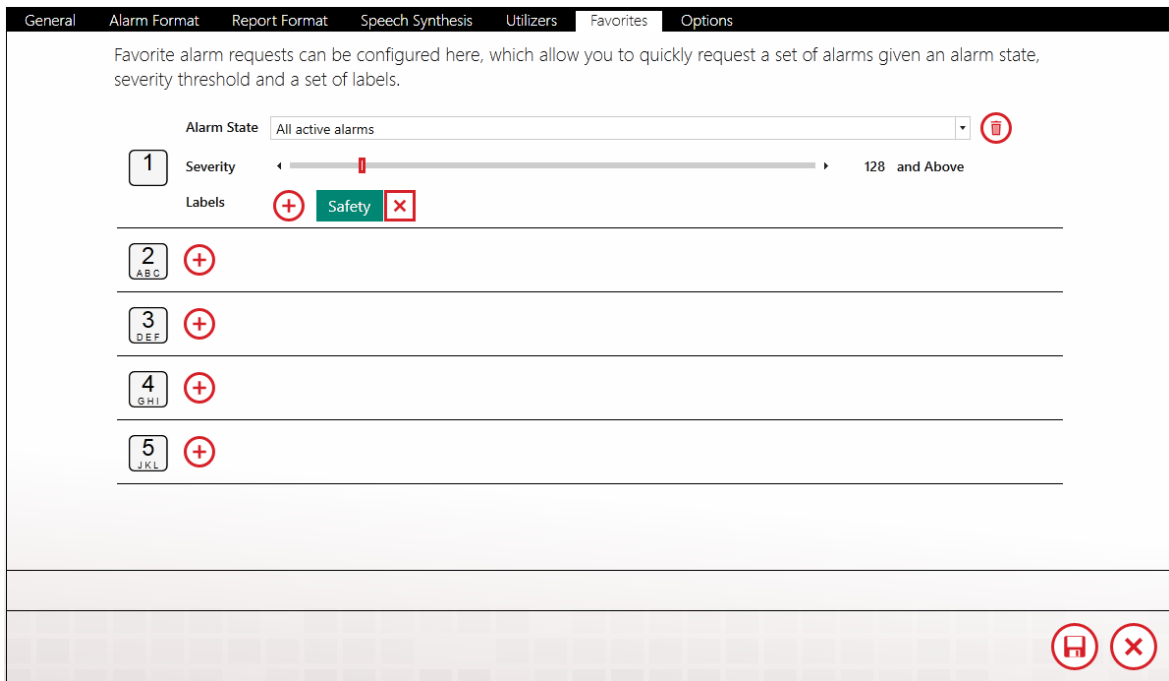 General Alarm Format Report Format Speech Synthesis Utilizers Favorites Options
Favorite alarm requests can be configured here, which allow you to quickly request a set of alarms given an alarm state,
severity threshold and a set of labels.
Alarm State All active alarms
1
Severity 128 and Above
Labels Safety
2
ABC
3
DEF
4
GHI
5
JKL